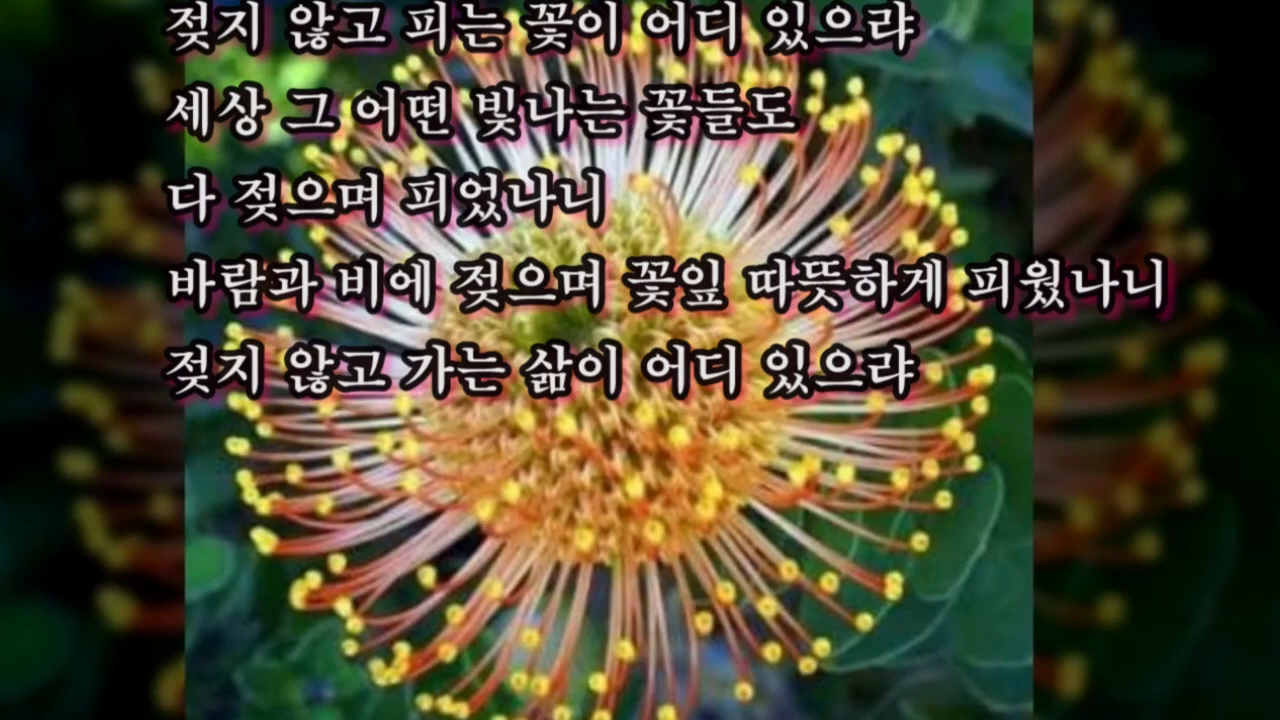 젖지 않고 피는 꽃이 어디 있으랴
세상 그 어떤 빛나는 꽃들도
다 젖으며 피었나니
바람과 비에 젖으며 꽃잎 따뜻하게 피웠나니
젖지 않고 가는 삶이 어디 있으랴